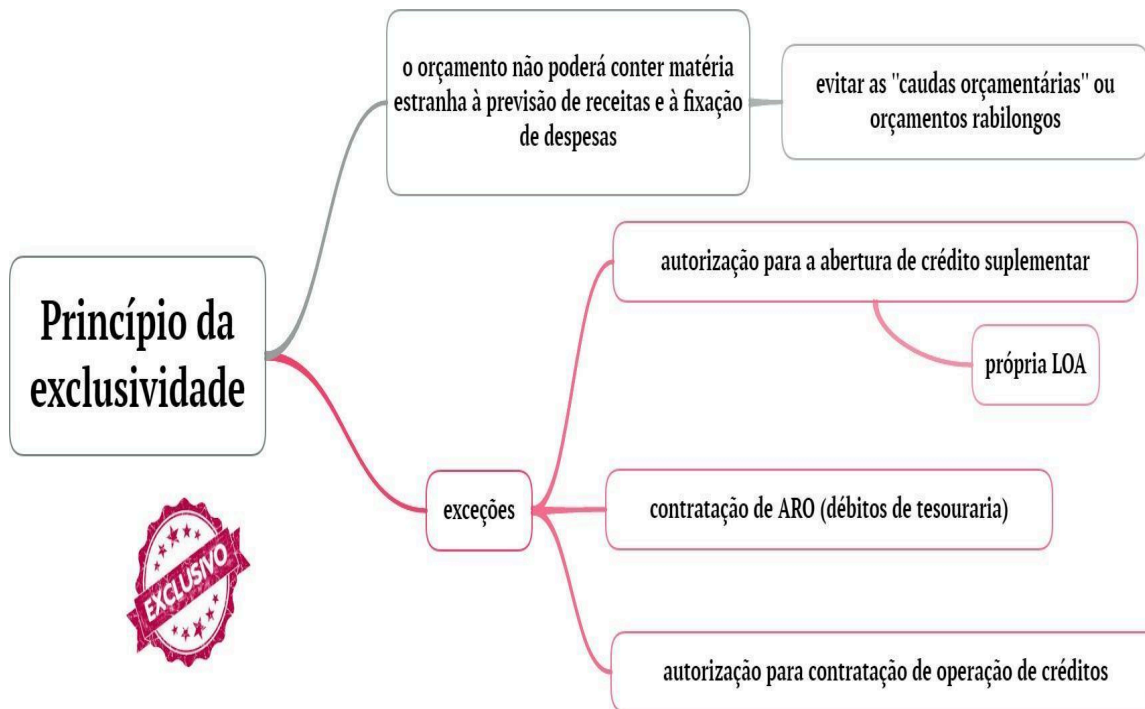 o orçamento não poderá conter matéria
estranha à previsão de receitas e à fixação
de despesas
evitar as "caudas orçamentárias" ou
orçamentos rabilongos
autorização para a abertura de crédito suplementar
própria LOA
Princípio da
exclusividade
exceções
contratação de ARO (débitos de tesouraria)
EXCLUSIVO
autorização para contratação de operação de créditos